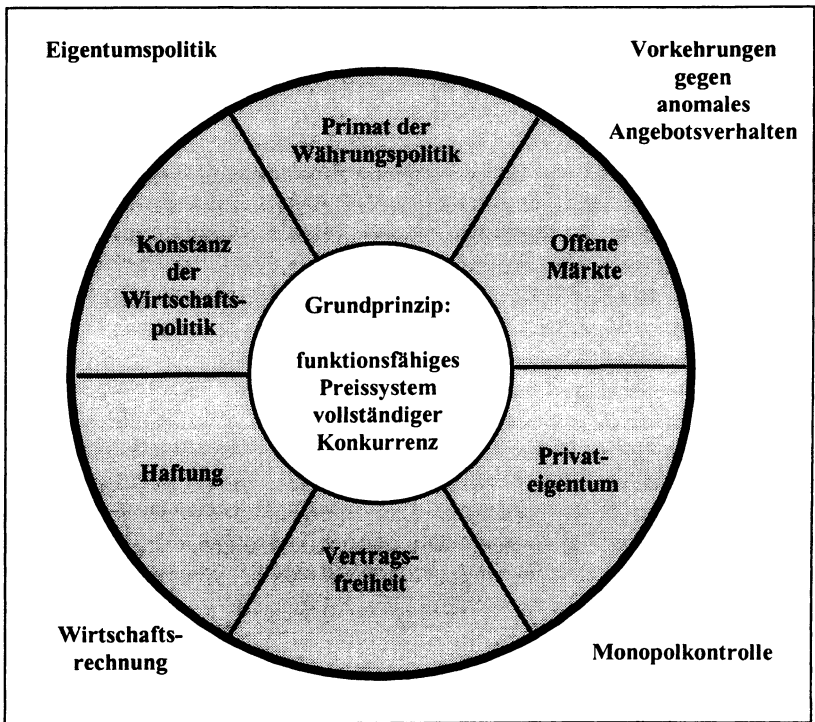 Eigentumspolitik
Vorkehrungen
gegen
anomales
Angebotsverhalten
Primat der
Währungspolitik
Offene
Märkte
Privat-
eigentum
Vertrags-
freiheit
Haftung
Konstanz
der
Wirtschafts-
politik
Grundprinzip:
funktionsfähiges
Preissystem
vollständiger
Konkurrenz
Wirtschafts-
rechnung
Monopolkontrolle